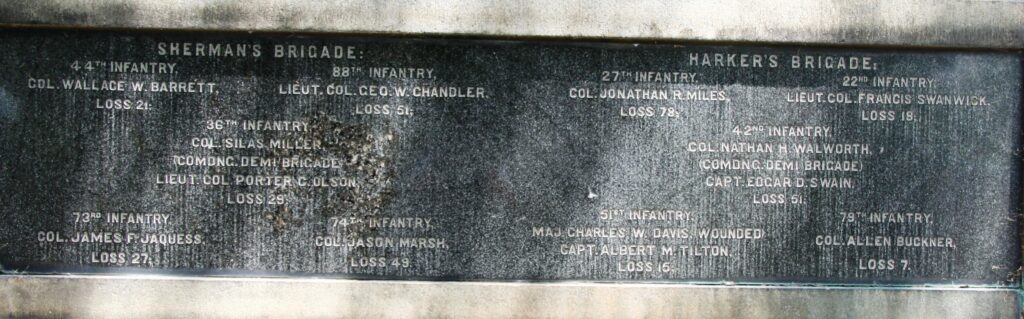 SHERMAN'S BRIGADE:
44TH INFANTRY,
COL. WALLACE W. BARRETT,
LOSS 21;
88TH INFANTRY,
LIEUT. COL. GEO. W. CHANDLER,
LOSS 51;
36TH INFANTRY,
COL. SILAS MILLER,
(COMDNG. DEMI BRIGADE)
LIEUT. COL. PORTER C. OLSON,
LOSS 29;
73RD INFANTRY,
COL. JAMES F. JAQUESS,
LOSS 27;
74TH INFANTRY,
COL. JASON MARSH,
LOSS 49.
HARKER'S BRIGADE;
27TH INFANTRY,
COL. JONATHAN R. MILES,
LOSS 78;
22ND INFANTRY,
LIEUT. COL. FRANCIS SWANWICK,
LOSS 18;
42ND INFANTRY,
COL. NATHAN H. WALWORTH,
(COMDNG. DEMI BRIGADE)
CAPT. EDGAR D. SWAIN,
LOSS 51;
51ST INFANTRY,
MAJ. CHARLES W. DAVIS, (WOUNDED)
CAPT. ALBERT M. TILTON,
LOSS 15;
79TH INFANTRY,
COL. ALLEN BUCKNER,
LOSS 7.